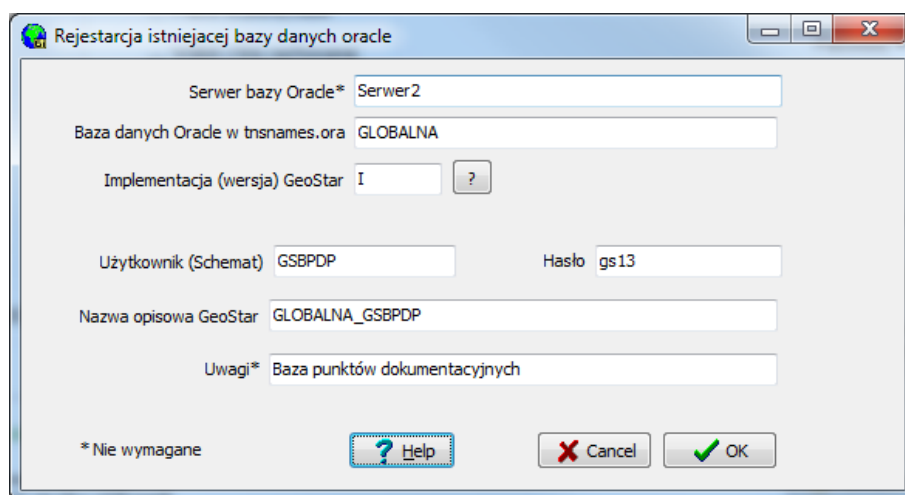 Rejestarcja istniejacej bazy danych oracle
Serwer bazy Oracle* Serwer2
Baza danych Oracle w tnsnames.ora GLOBALNA
Implementacja (wersja) GeoStar I ?
Użytkownik (Schemat) GSBPDP Hasło gs13
Nazwa opisowa GeoStar GLOBALNA_GSBPDP
Uwagi* Baza punktów dokumentacyjnych
* Nie wymagane ? Help Cancel OK